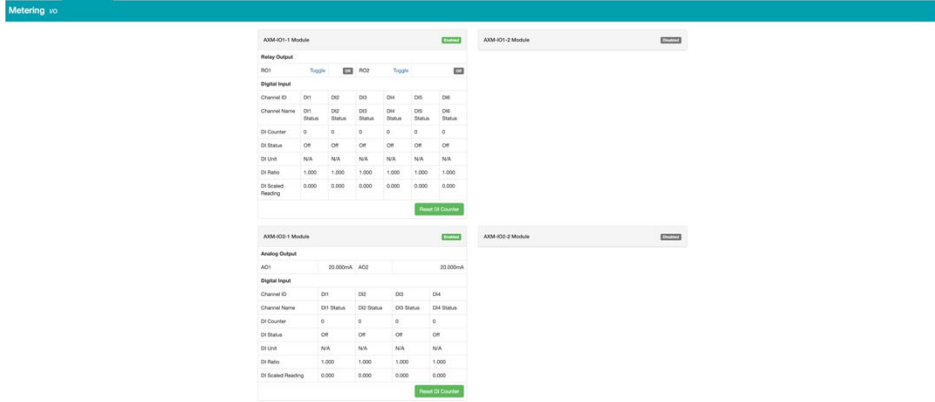 Metering I/O
AXM-IO1-1 Module Enabled
Relay Output
RO1 Toggle Off RO2 Toggle Off
Digital Input
Channel ID DI1 DI2 DI3 DI4 DI5 DI6
Channel Name DI1 Status DI2 Status DI3 Status DI4 Status DI5 Status DI6 Status
DI Counter 0 0 0 0 0 0
DI Status Off Off Off Off Off Off
DI Unit N/A N/A N/A N/A N/A N/A
DI Ratio 1.000 1.000 1.000 1.000 1.000 1.000
DI Scaled Reading 0.000 0.000 0.000 0.000 0.000 0.000
Reset DI Counter
AXM-IO1-2 Module Disabled
AXM-IO2-1 Module Enabled
Analog Output
AO1 20.000mA AO2 20.000mA
Digital Input
Channel ID DI1 DI2 DI3 DI4
Channel Name DI1 Status DI2 Status DI3 Status DI4 Status
DI Counter 0 0 0 0
DI Status Off Off Off Off
DI Unit N/A N/A N/A N/A
DI Ratio 1.000 1.000 1.000 1.000
DI Scaled Reading 0.000 0.000 0.000 0.000
Reset DI Counter
AXM-IO2-2 Module Disabled